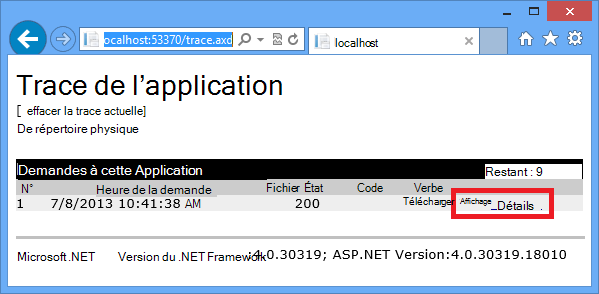 ocalhost:53370/trace.axd
localhost
Trace de l'application
[ effacer la trace actuelle]
De répertoire physique
Demandes à cette Application Restant : 9
N° Heure de la demande Fichier État Code Verbe
1 7/8/2013 10:41:38 AM 200 Télécharger Affichage Détails .
Microsoft .NET Version du .NET Framework :4.0.30319; ASP.NET Version:4.0.30319.18010